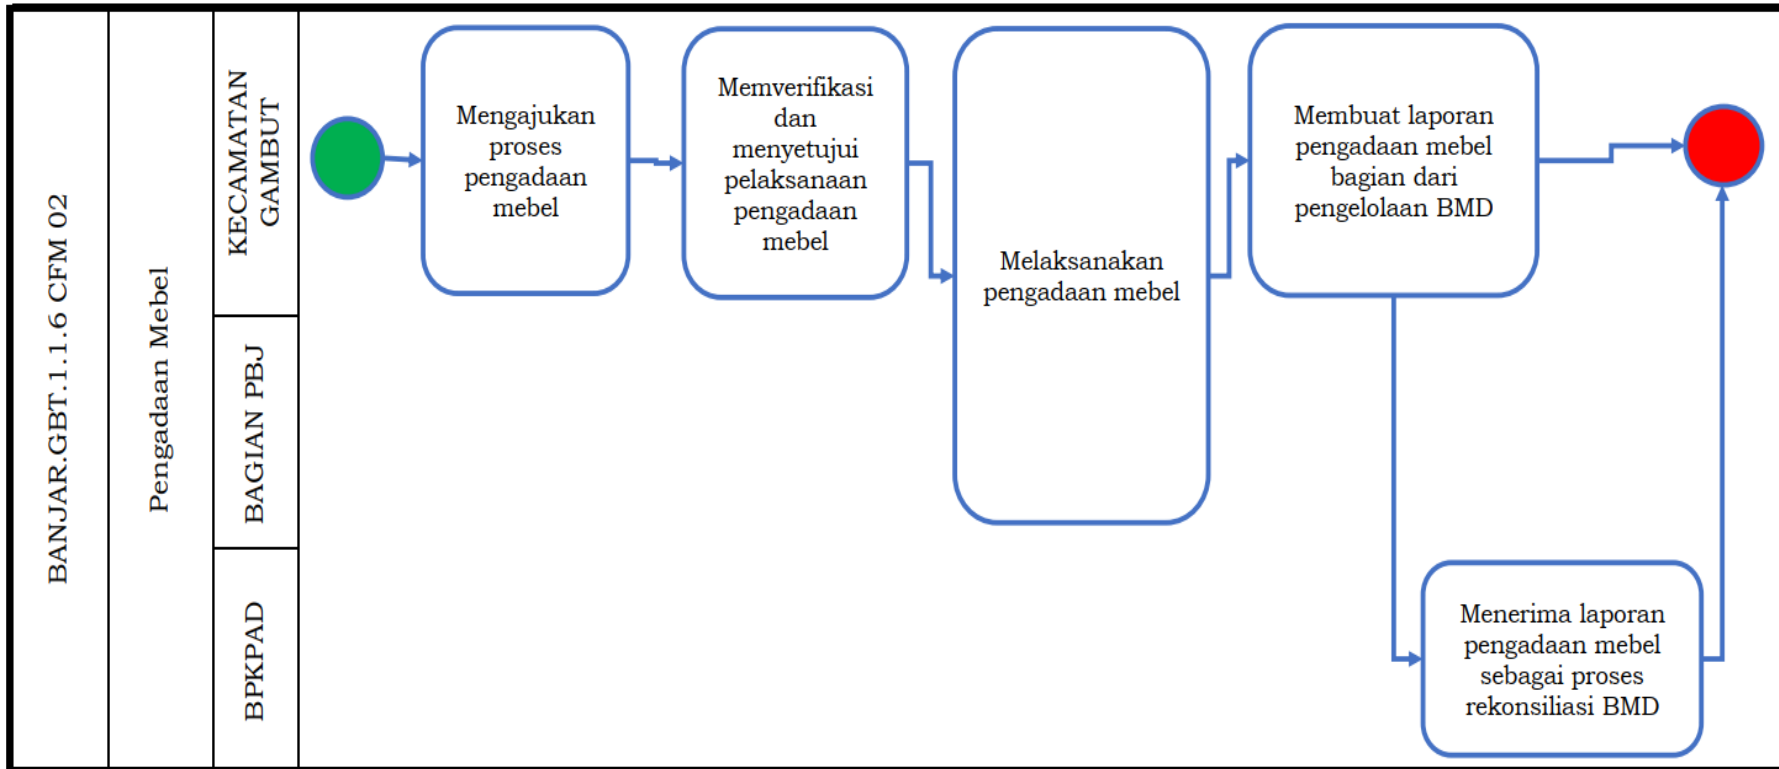 BANJAR.GBT.1.1.6 CFM 02
Pengadaan Mebel
KECAMATAN
GAMBUT
Mengajukan
proses
pengadaan
mebel
Memverifikasi
dan
menyetujui
pelaksanaan
pengadaan
mebel
Melaksanakan
pengadaan mebel
Membuat laporan
pengadaan mebel
bagian dari
pengelolaan BMD
BAGIAN PBJ
BPKPAD
Menerima laporan
pengadaan mebel
sebagai proses
rekonsiliasi BMD